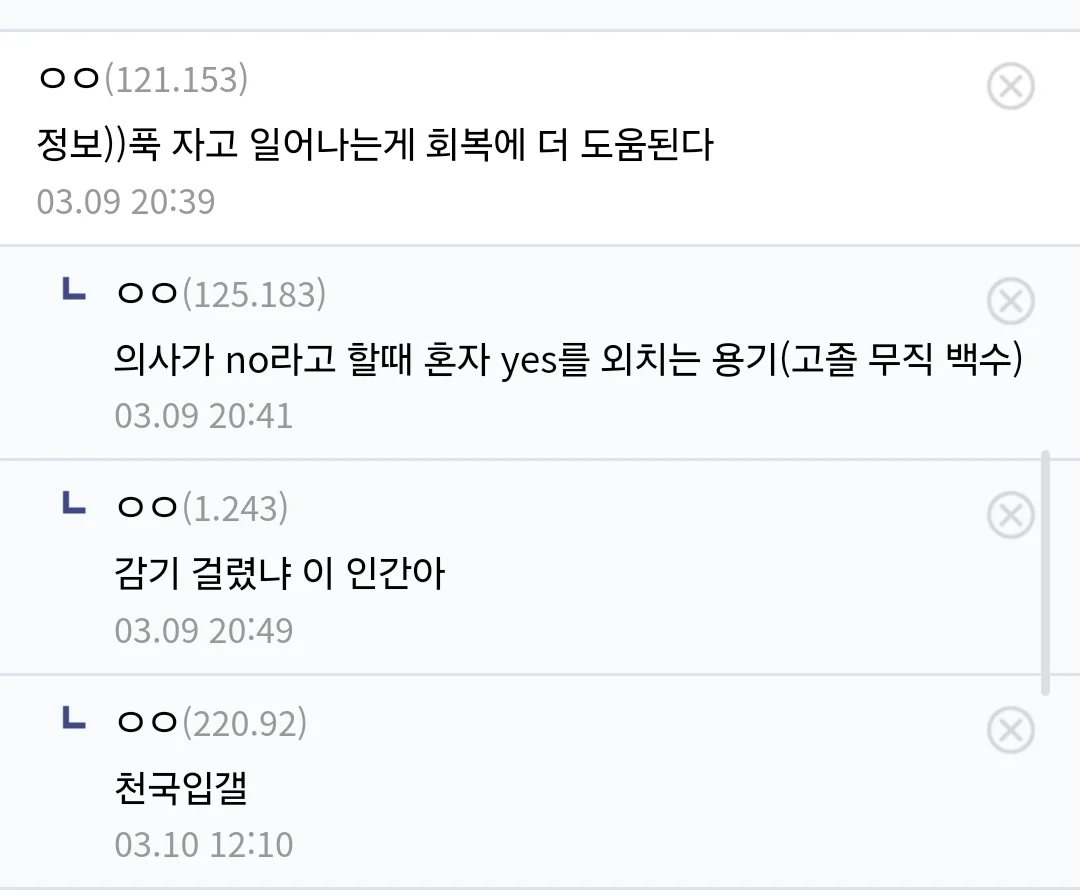 ㅇㅇ(121.153)
정보))푹 자고 일어나는게 회복에 더 도움된다
03.09 20:39
ㅇㅇ(125.183)
의사가 no라고 할때 혼자 yes를 외치는 용기(고졸 무직 백수)
03.09 20:41
ㅇㅇ(1.243)
감기 걸렸냐 이 인간아
03.09 20:49
ㅇㅇ(220.92)
천국입갤
03.10 12:10